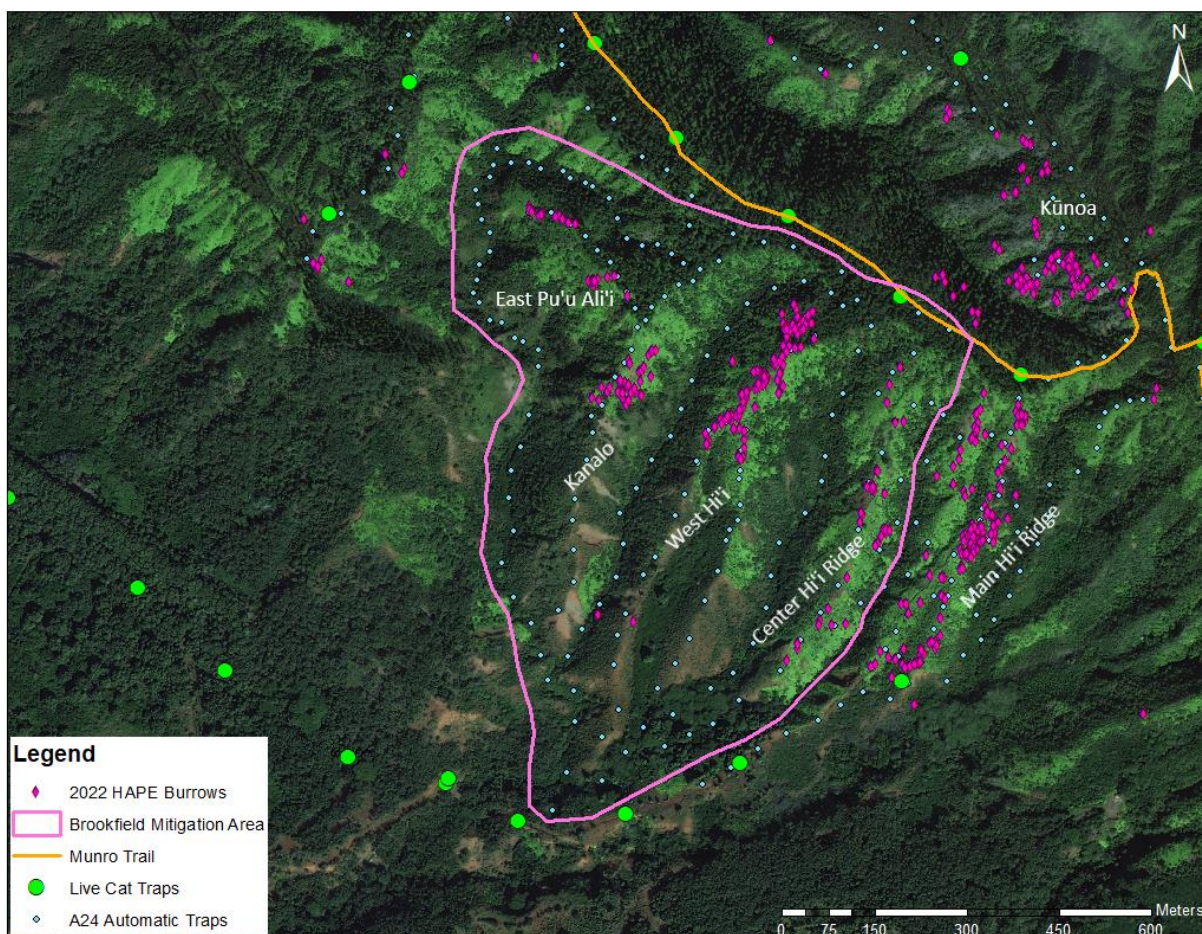 N
Kunoa
East Pu'u Ali'i
Kanalo
West Hi'i
Center Hi'i Ridge
Main Hi'i Ridge
Legend
2022 HAPE Burrows
Brookfield Mitigation Area
Munro Trail
Live Cat Traps
A24 Automatic Traps
Meters
0 75 150 300 450 600